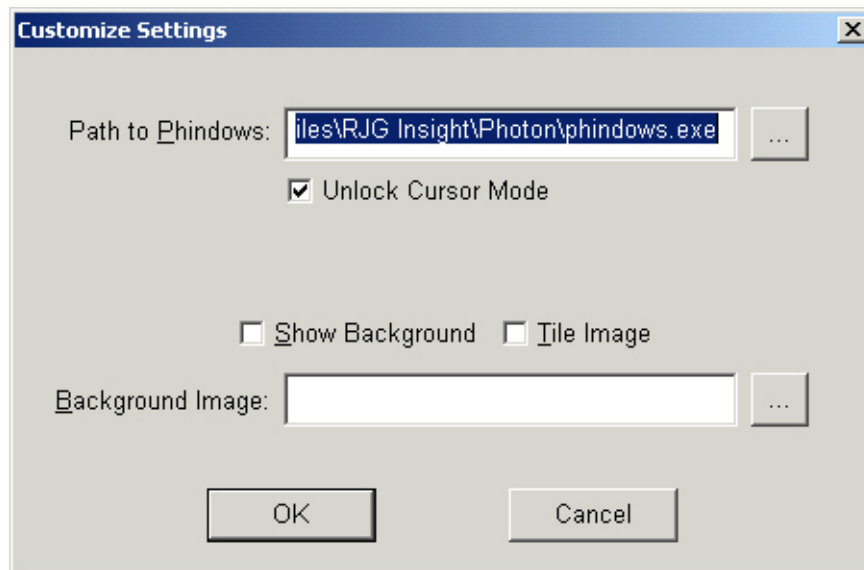 Customize Settings
Path to Phindows: iles\RJG Insight\Photon\phindows.exe ...
Unlock Cursor Mode
Show Background Tile Image
Background Image: ...
OK Cancel